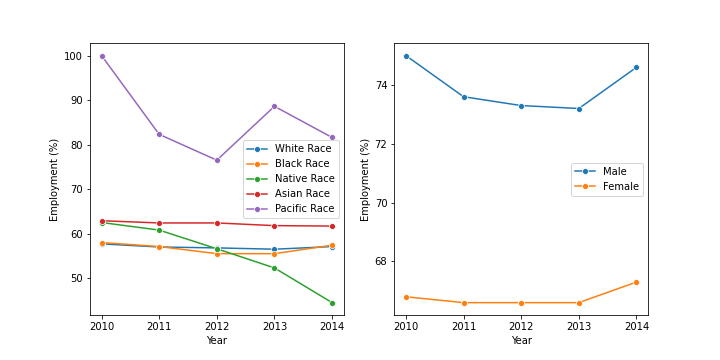 100
90
80
70
60
50
Employment (%)
2010 2011 2012 2013 2014
Year
White Race
Black Race
Native Race
Asian Race
Pacific Race
74
72
70
68
Employment (%)
2010 2011 2012 2013 2014
Year
Male
Female